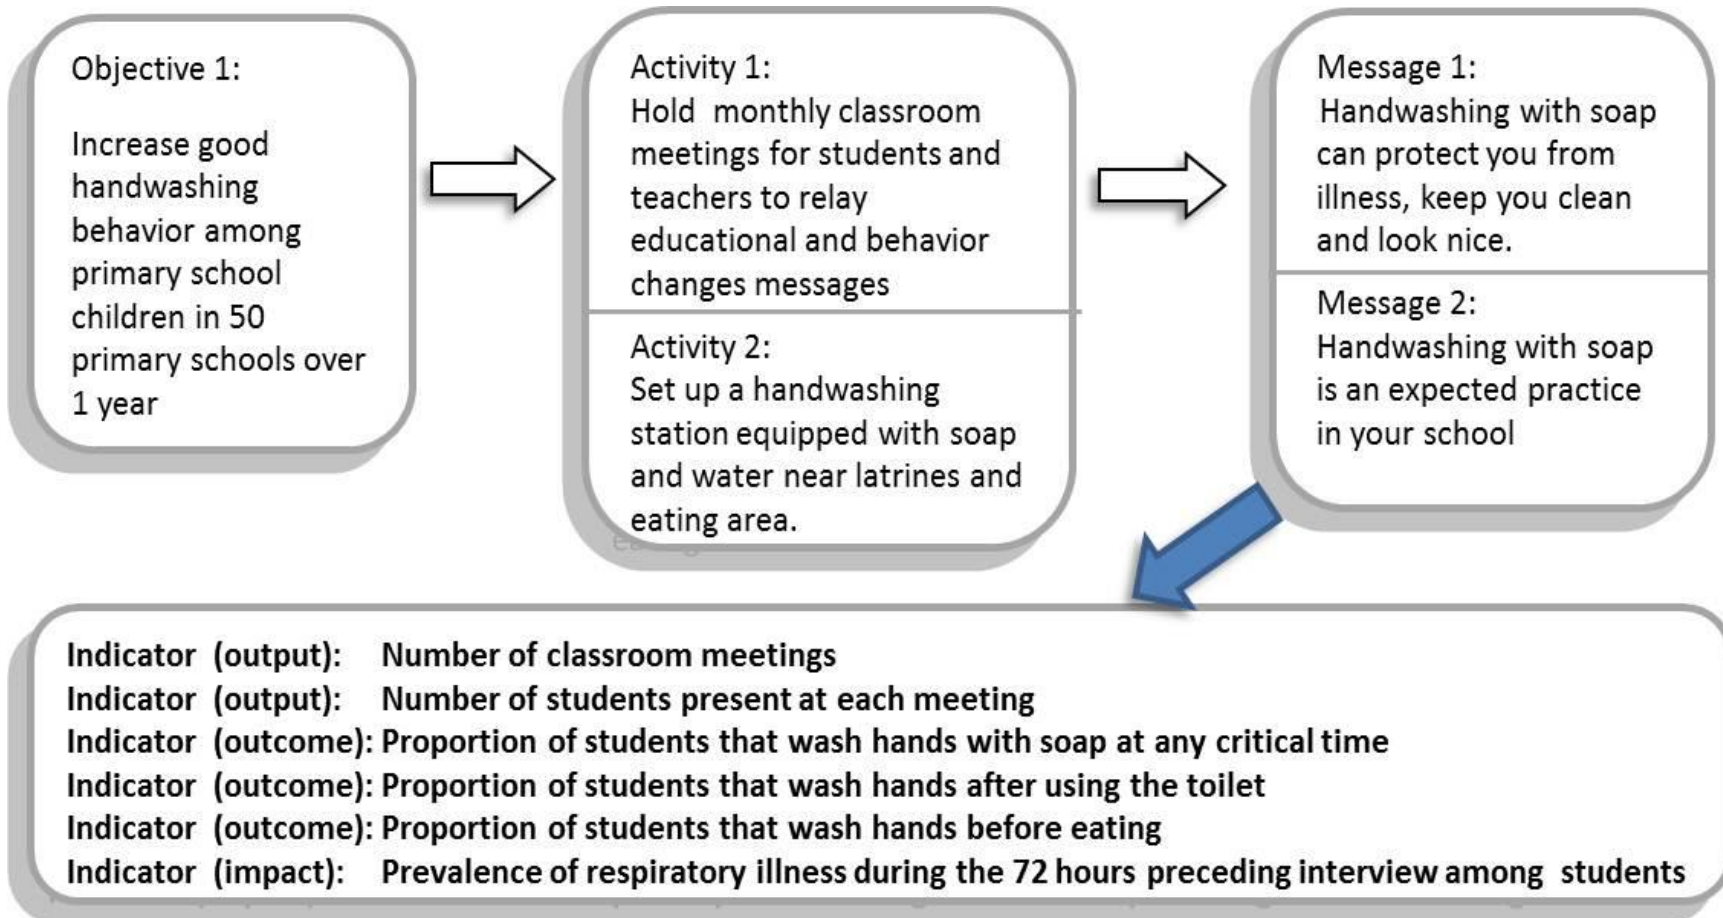 Objective 1:
Increase good
handwashing
behavior among
primary school
children in 50
primary schools over
1 year
Activity 1:
Hold monthly classroom
meetings for students and
teachers to relay
educational and behavior
changes messages
Activity 2:
Set up a handwashing
station equipped with soap
and water near latrines and
eating area.
Message 1:
Handwashing with soap
can protect you from
illness, keep you clean
and look nice.
Message 2:
Handwashing with soap
is an expected practice
in your school
Indicator (output): Number of classroom meetings
Indicator (output): Number of students present at each meeting
Indicator (outcome): Proportion of students that wash hands with soap at any critical time
Indicator (outcome): Proportion of students that wash hands after using the toilet
Indicator (outcome): Proportion of students that wash hands before eating
Indicator (impact): Prevalence of respiratory illness during the 72 hours preceding interview among students